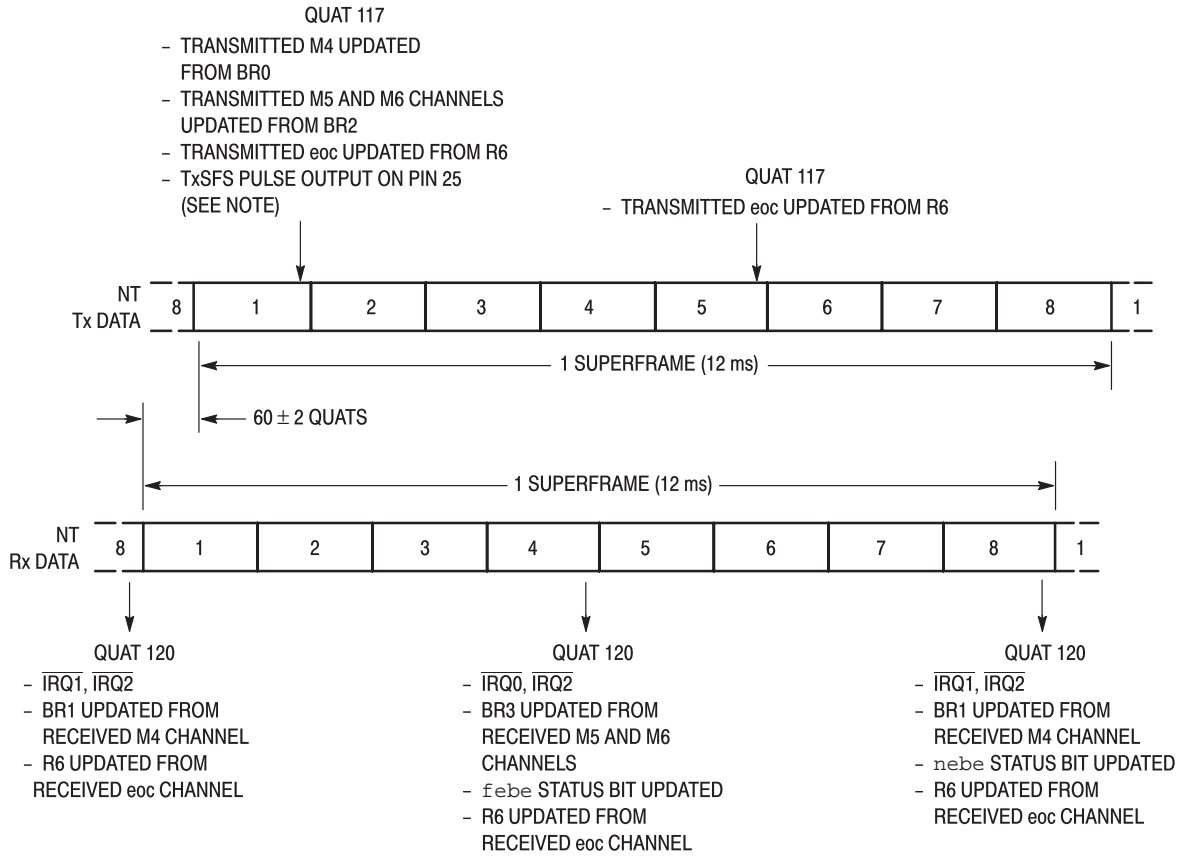 QUAT 117
– TRANSMITTED M4 UPDATED
FROM BR0
– TRANSMITTED M5 AND M6 CHANNELS
UPDATED FROM BR2
– TRANSMITTED eoc UPDATED FROM R6
– TxSFS PULSE OUTPUT ON PIN 25
(SEE NOTE)
QUAT 117
– TRANSMITTED eoc UPDATED FROM R6
NT
Tx DATA
8 1 2 3 4 5 6 7 8 1
1 SUPERFRAME (12 ms)
60 ± 2 QUATS
1 SUPERFRAME (12 ms)
NT
Rx DATA
8 1 2 3 4 5 6 7 8 1
QUAT 120
– I̅R̅Q̅1̅, I̅R̅Q̅2̅
– BR1 UPDATED FROM
RECEIVED M4 CHANNEL
– R6 UPDATED FROM
RECEIVED eoc CHANNEL
QUAT 120
– I̅R̅Q̅0̅, I̅R̅Q̅2̅
– BR3 UPDATED FROM
RECEIVED M5 AND M6
CHANNELS
– febe STATUS BIT UPDATED
– R6 UPDATED FROM
RECEIVED eoc CHANNEL
QUAT 120
– I̅R̅Q̅1̅, I̅R̅Q̅2̅
– BR1 UPDATED FROM
RECEIVED M4 CHANNEL
– nebe STATUS BIT UPDATED
– R6 UPDATED FROM
RECEIVED eoc CHANNEL